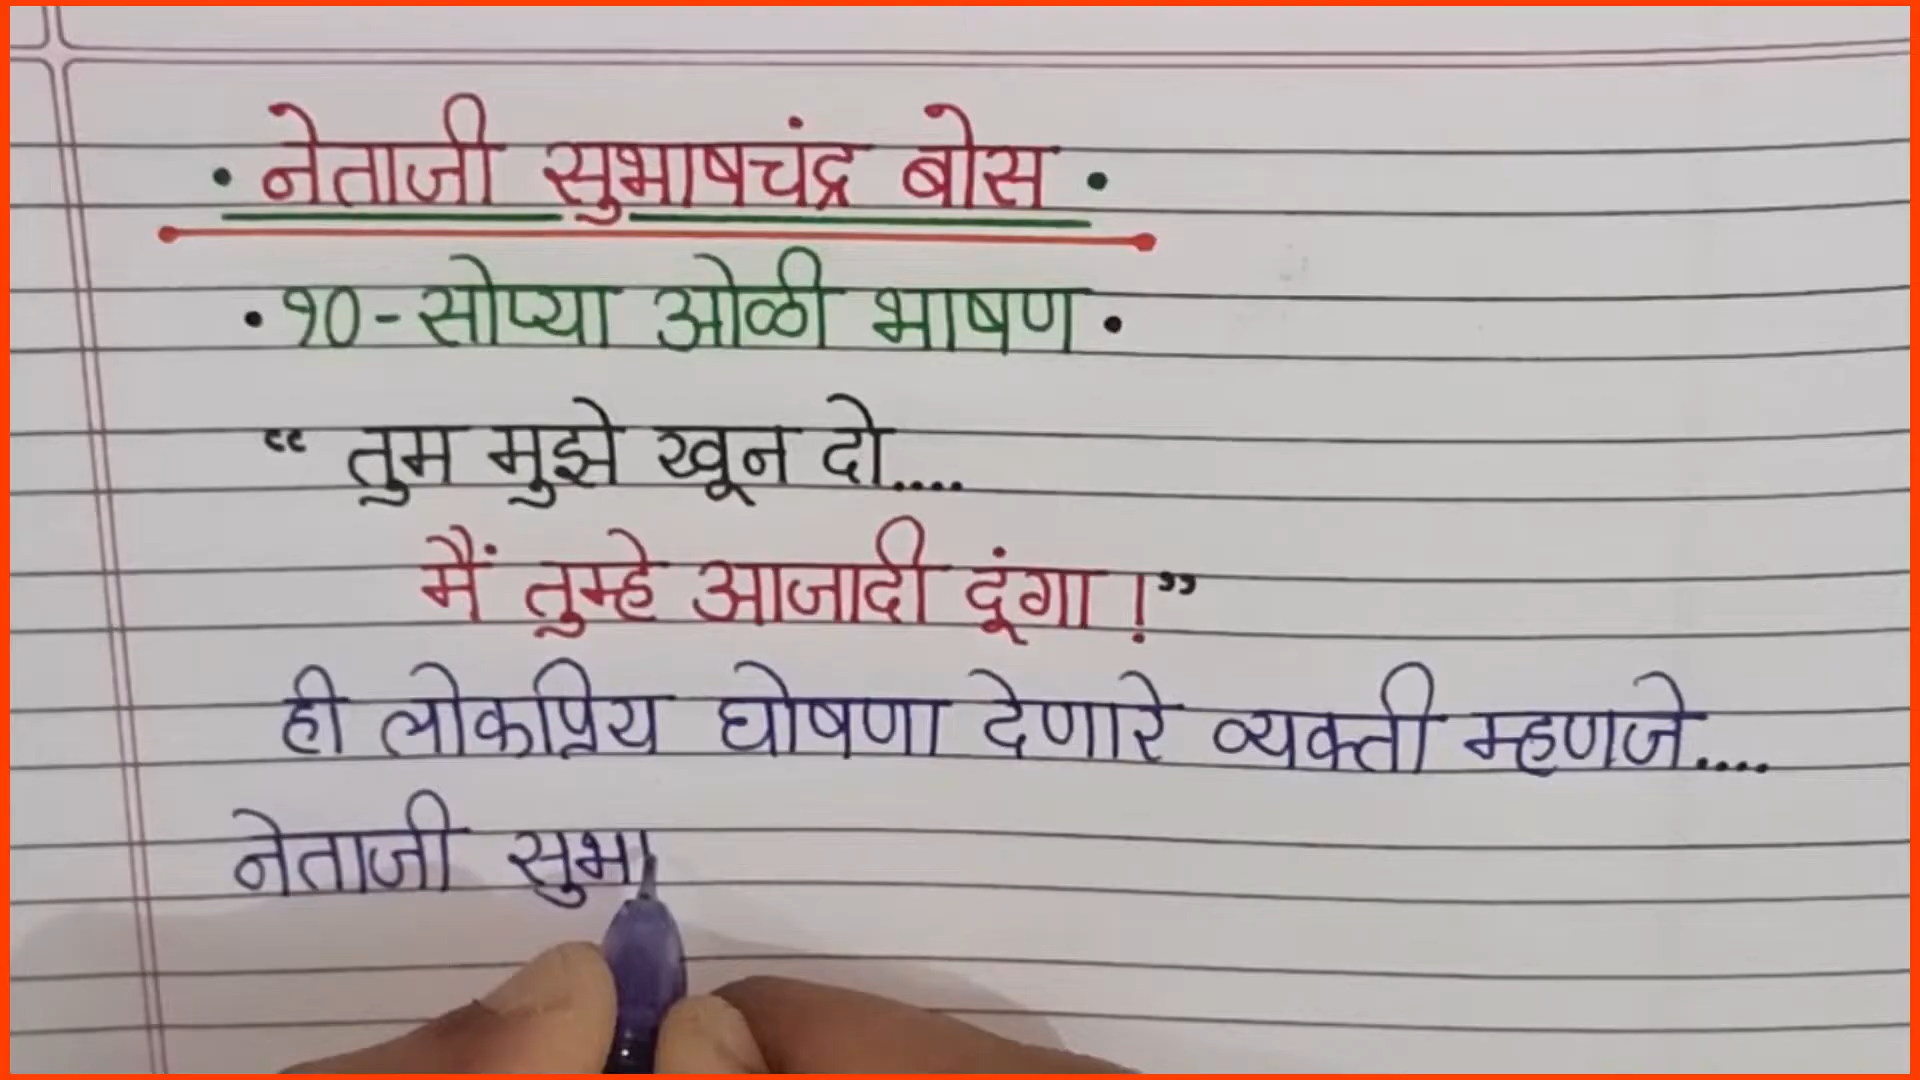 • नेताजी सुभाषचंद्र बोस •
• १०-सोप्या ओळी भाषण •
“ तुम मुझे खून दो....
मैं तुम्हे आजादी दूंगा !”
ही लोकप्रिय घोषणा देणारे व्यक्ती म्हणजे....
नेताजी सुभा